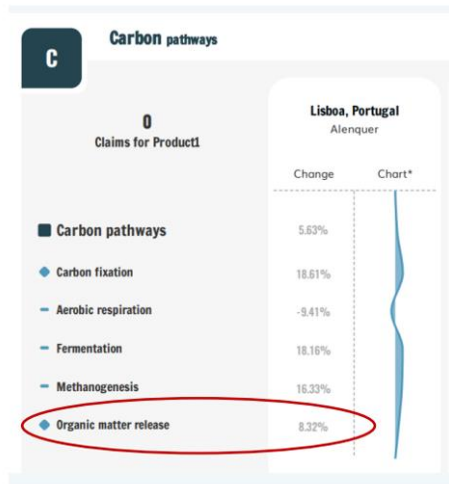 C
Carbon pathways
0
Claims for Product1
Lisboa, Portugal
Alenquer
Change Chart*
Carbon pathways 5.63%
Carbon fixation 18.61%
Aerobic respiration -9.41%
Fermentation 18.16%
Methanogenesis 16.33%
Organic matter release 8.32%